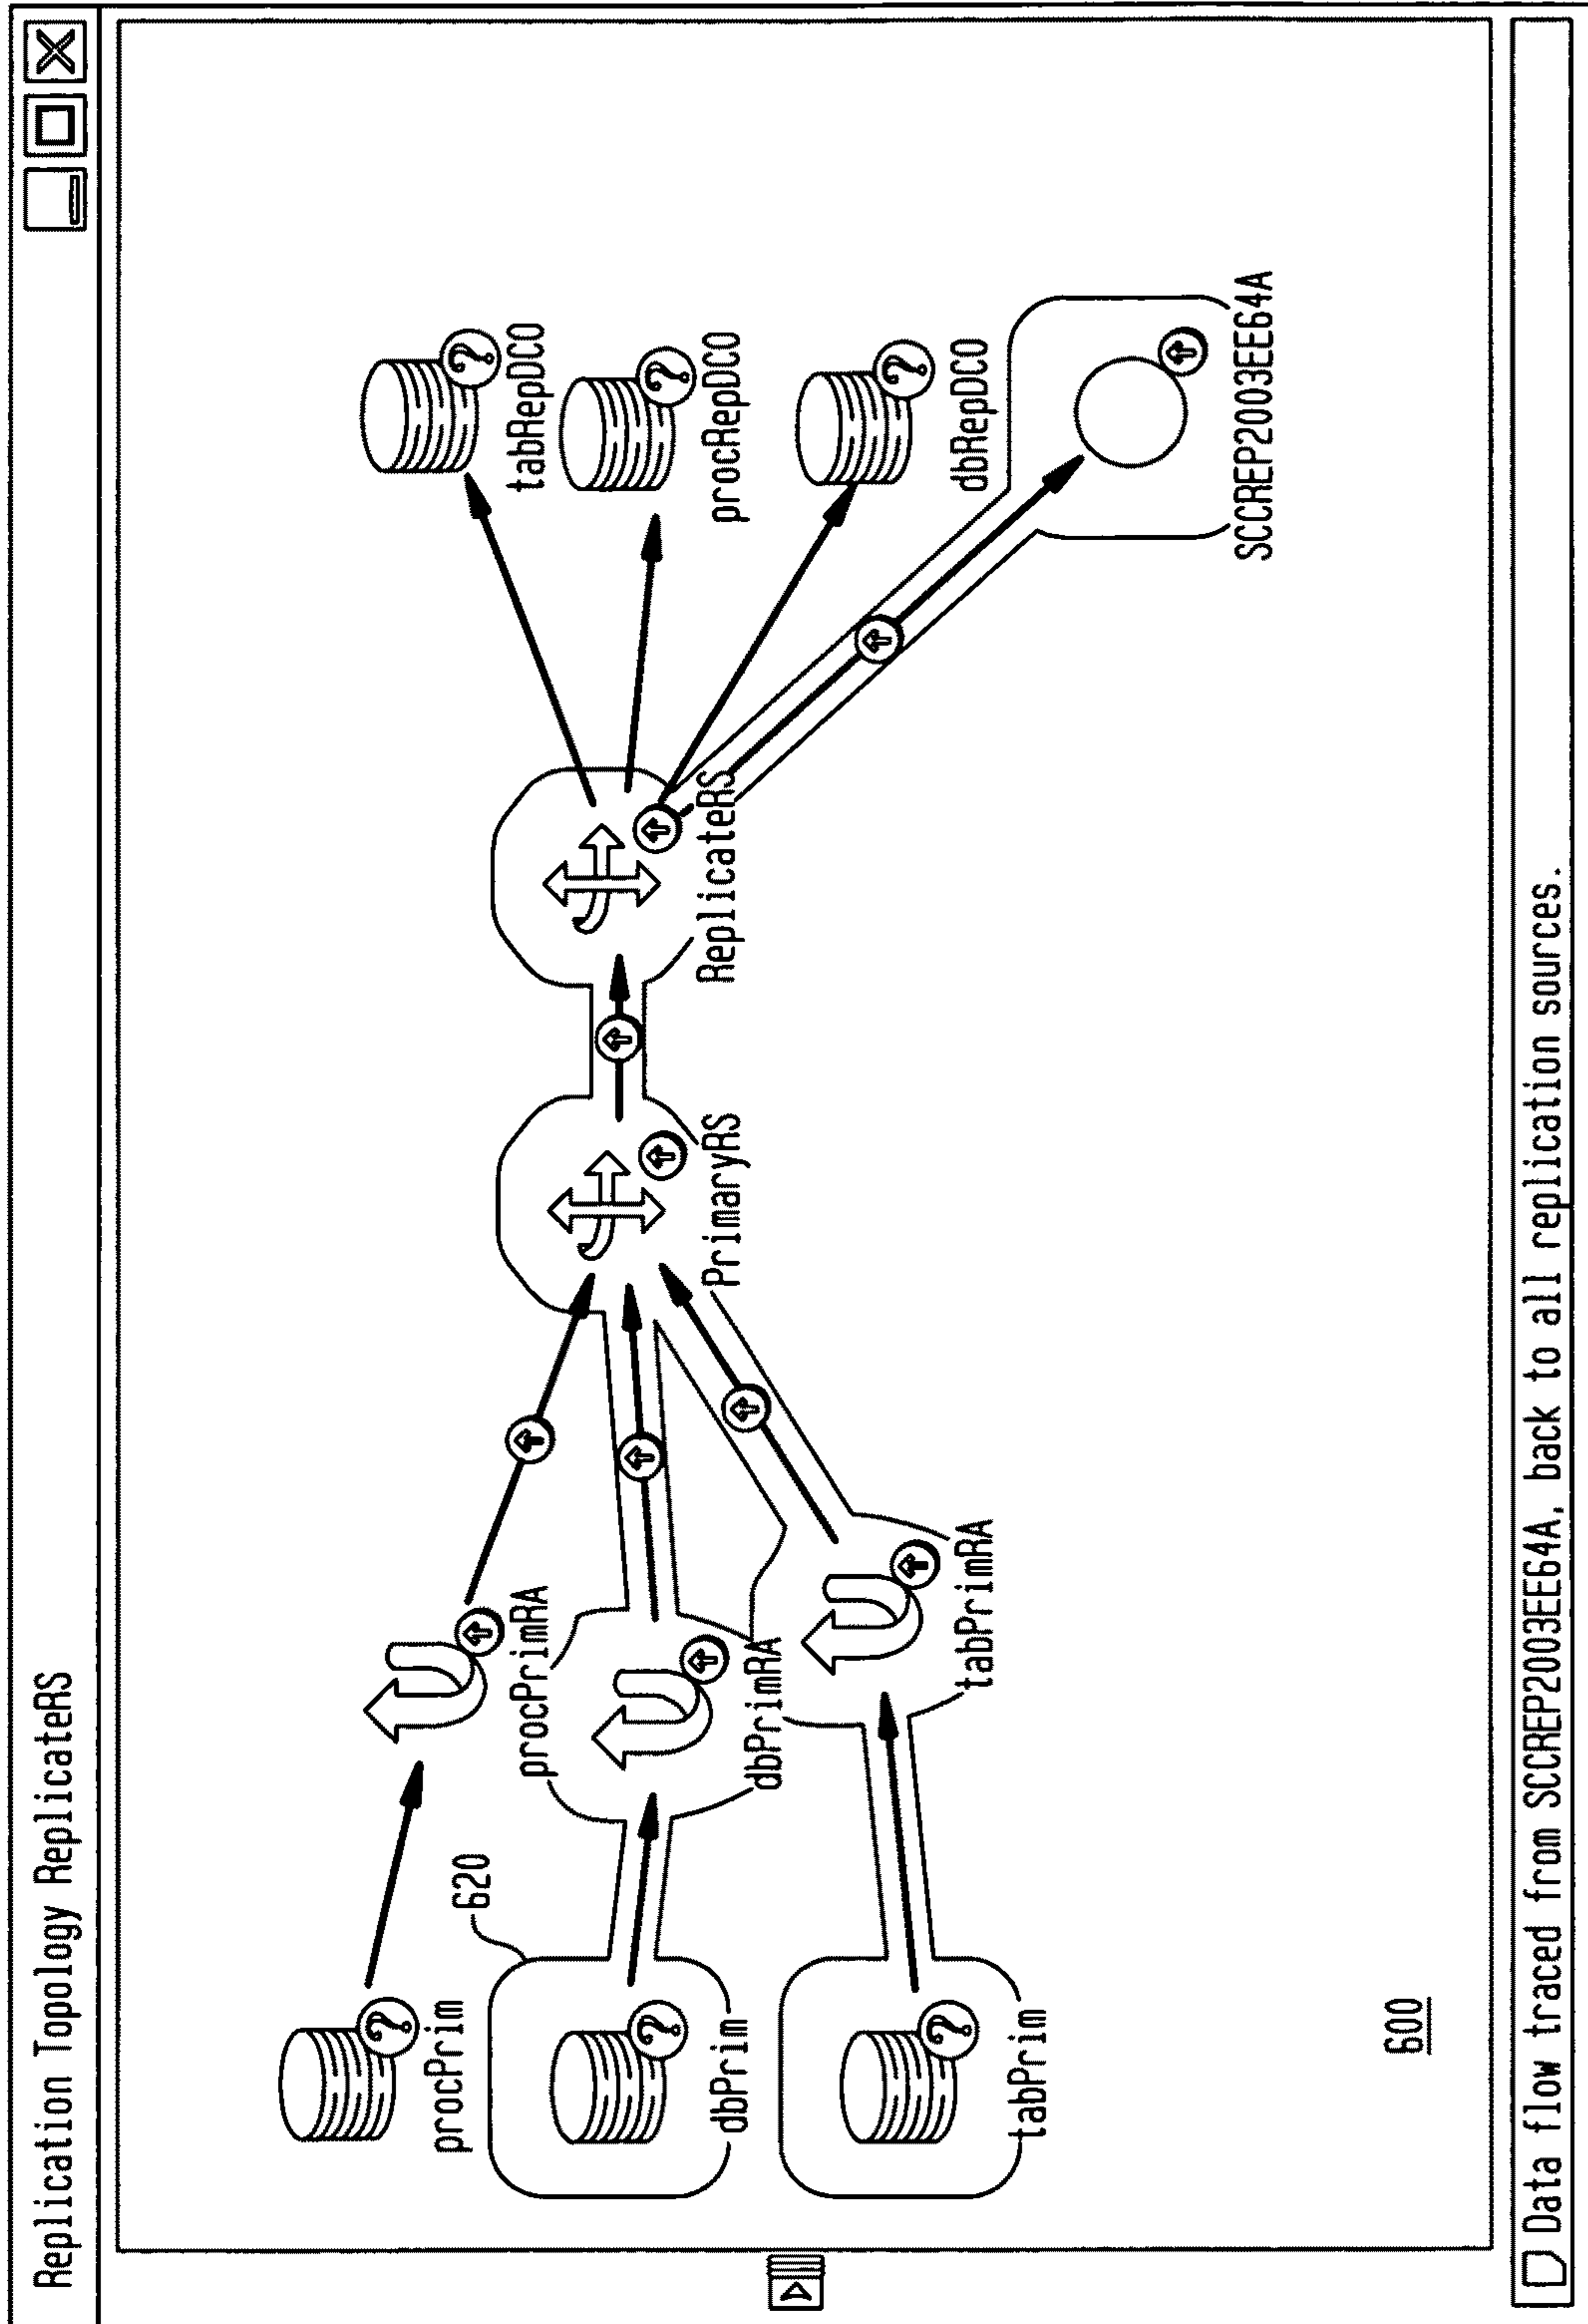 Replication Topology ReplicateRS
procPrim
620
dbPrim
tabPrim
procPrimRA
dbPrimRA
tabPrimRA
PrimaryRS
ReplicateRS
tabRepDCO
procRepDCO
dbRepDCO
SCCREP2003EE64A
600
Data flow traced from SCCREP2003EE64A, back to all replication sources.